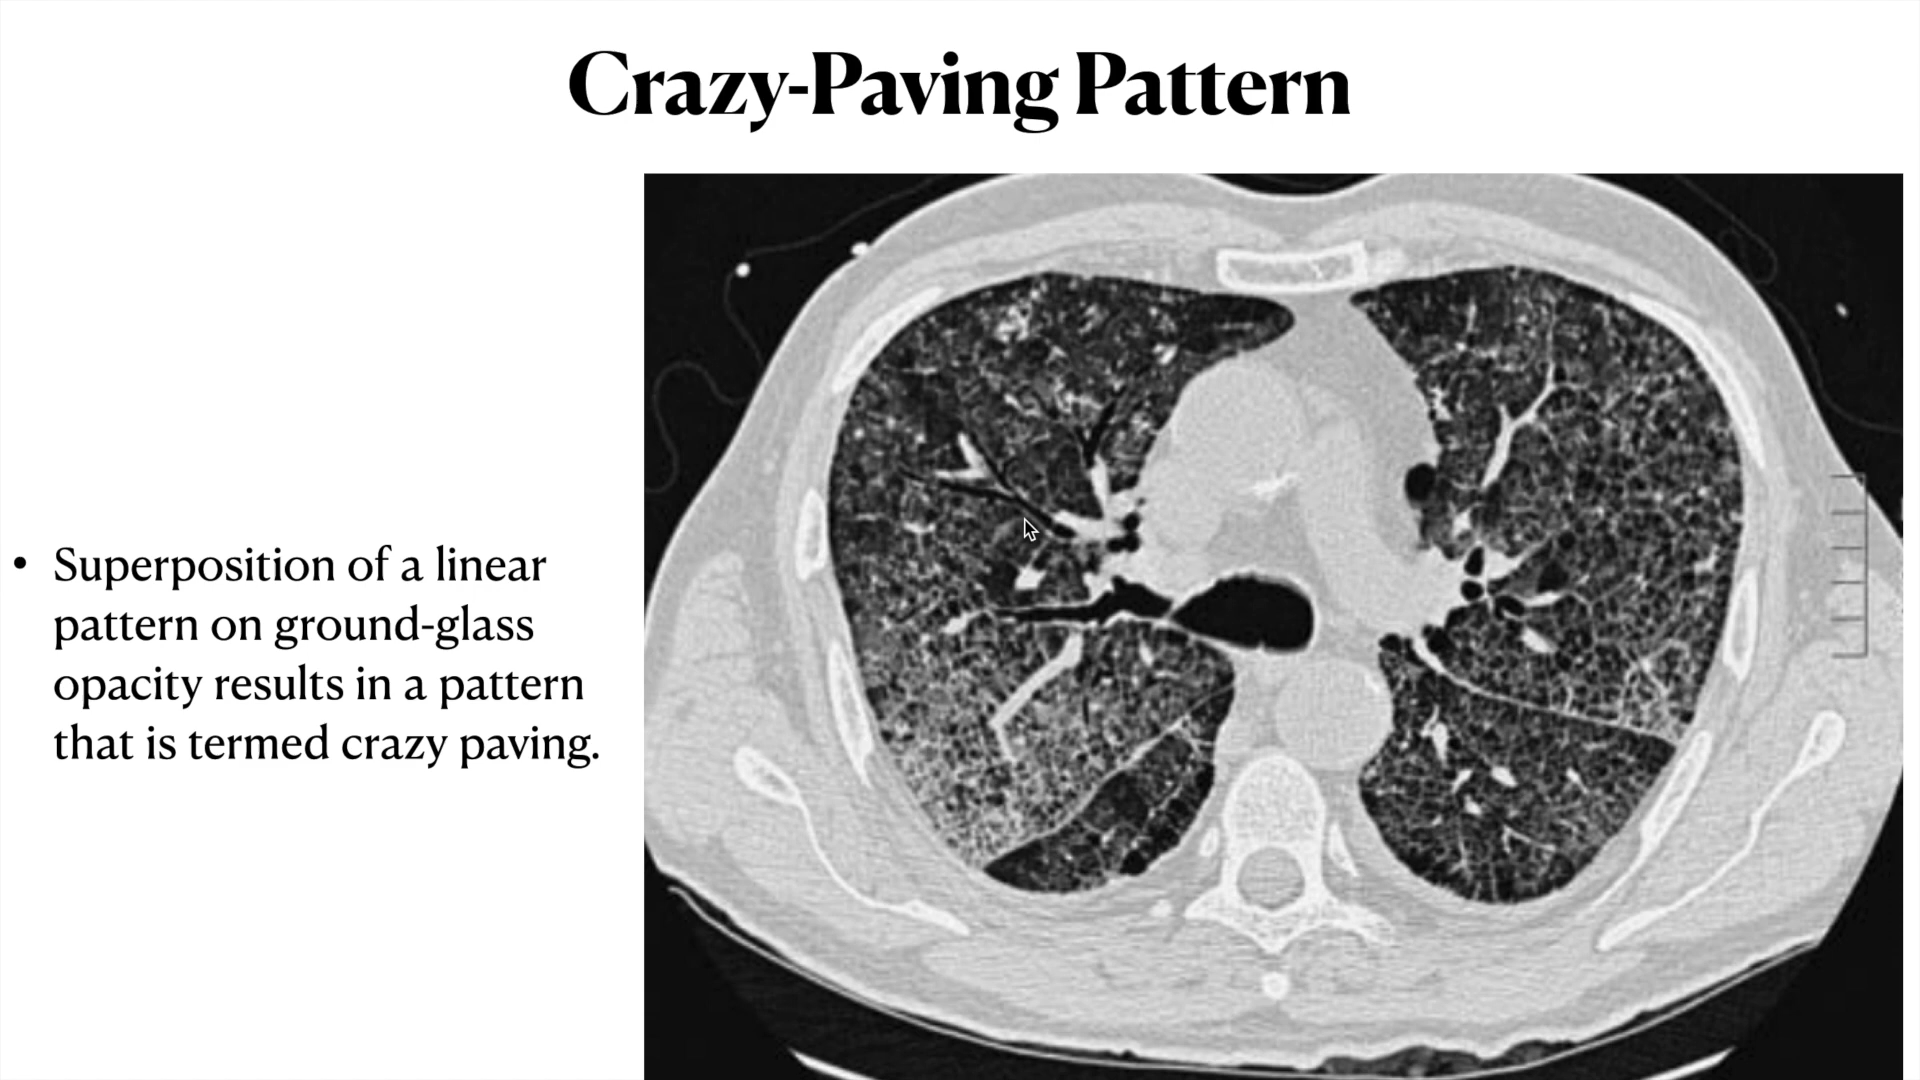 Crazy-Paving Pattern
• Superposition of a linear
pattern on ground-glass
opacity results in a pattern
that is termed crazy paving.